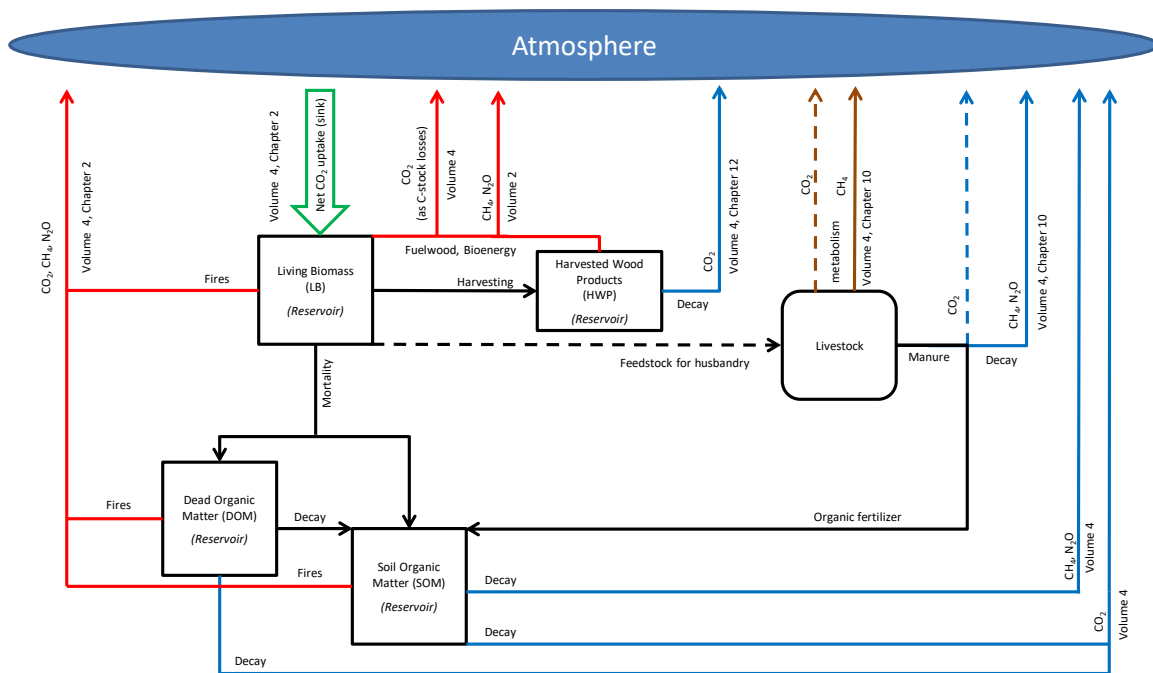 Atmosphere
CO₂, CH₄, N₂O
Volume 4, Chapter 2
Volume 4, Chapter 2
Net CO₂ uptake (sink)
CO₂
(as C-stock losses)
Volume 4
CH₄, N₂O
Volume 2
CO₂
Volume 4, Chapter 12
CO₂
metabolism
CH₄
Volume 4, Chapter 10
CO₂
CH₄, N₂O
Volume 4, Chapter 10
CH₄, N₂O
Volume 4
CO₂
Volume 4
Fires
Living Biomass
(LB)
(Reservoir)
Fuelwood, Bioenergy
Harvesting
Harvested Wood
Products
(HWP)
(Reservoir)
Decay
Feedstock for husbandry
Livestock
Manure
Decay
Mortality
Fires
Dead Organic
Matter (DOM)
(Reservoir)
Decay
Organic fertilizer
Fires
Soil Organic
Matter (SOM)
(Reservoir)
Decay
Decay
Decay